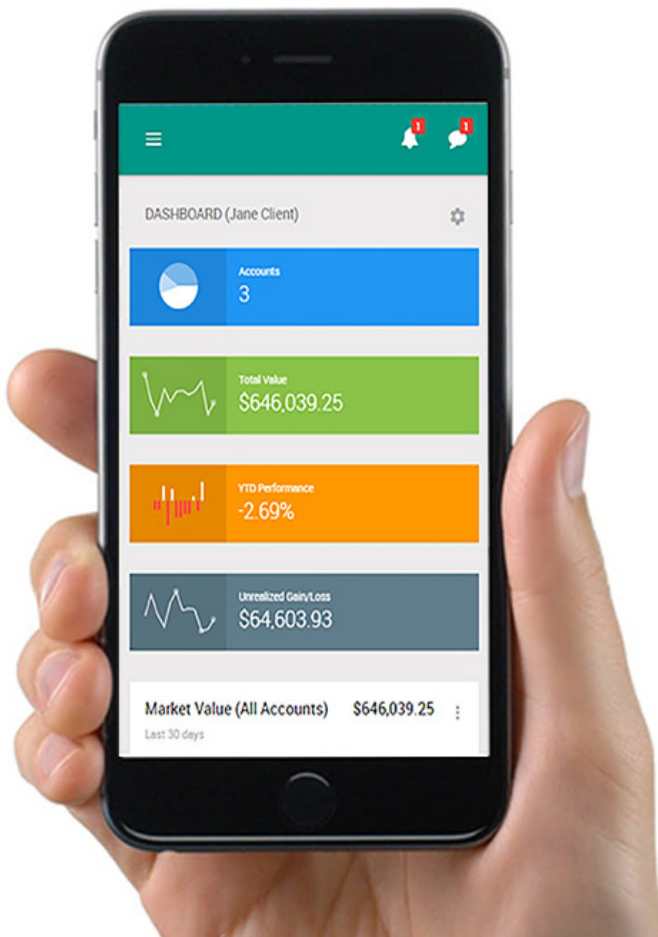 1
1
DASHBOARD (Jane Client)
Accounts
3
Total Value
$646,039.25
YTD Performance
-2.69%
Unrealized Gain/Loss
$64,603.93
Market Value (All Accounts) $646,039.25
Last 30 days